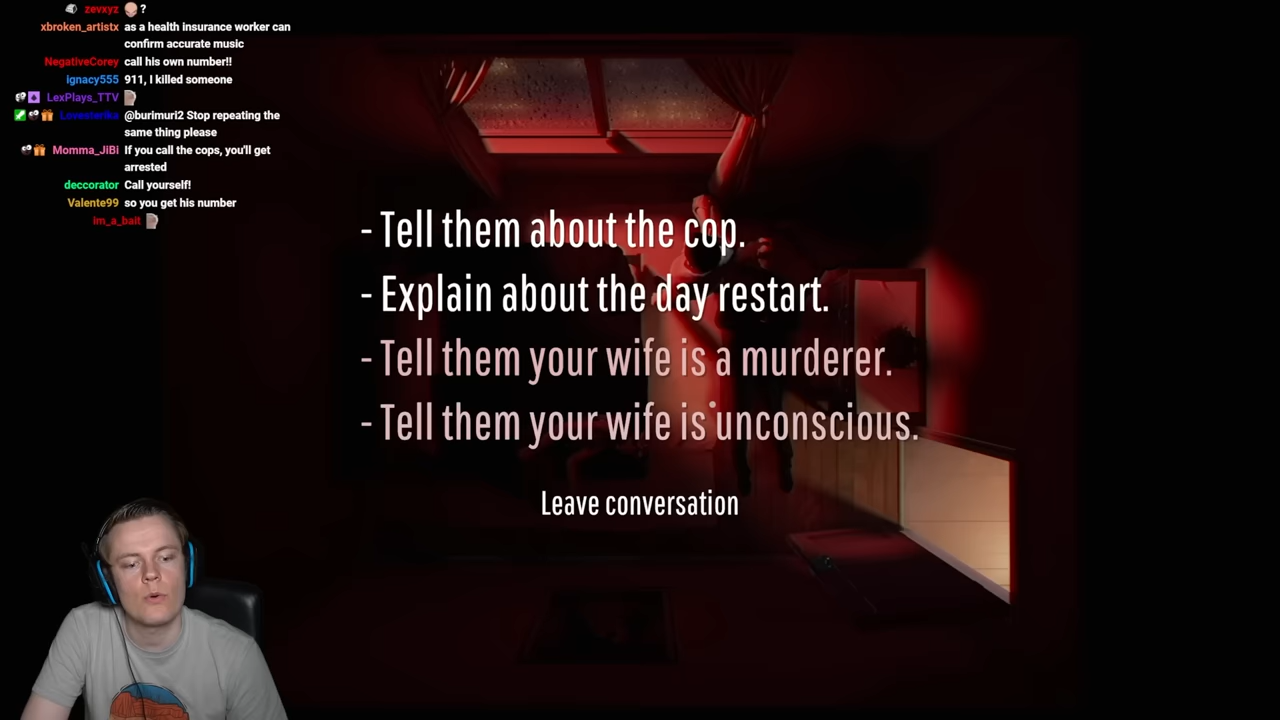 zevxyz ?
xbroken_artistx as a health insurance worker can
confirm accurate music
NegativeCorey call his own number!!
ignacy555 911, I killed someone
LexPlays_TTV
@burimuri2 Stop repeating the
same thing please
Momma_JiBi If you call the cops, you'll get
arrested
deccorator Call yourself!
Valente99 so you get his number
im_a_bait
- Tell them about the cop.
- Explain about the day restart.
- Tell them your wife is a murderer.
- Tell them your wife is unconscious.
Leave conversation